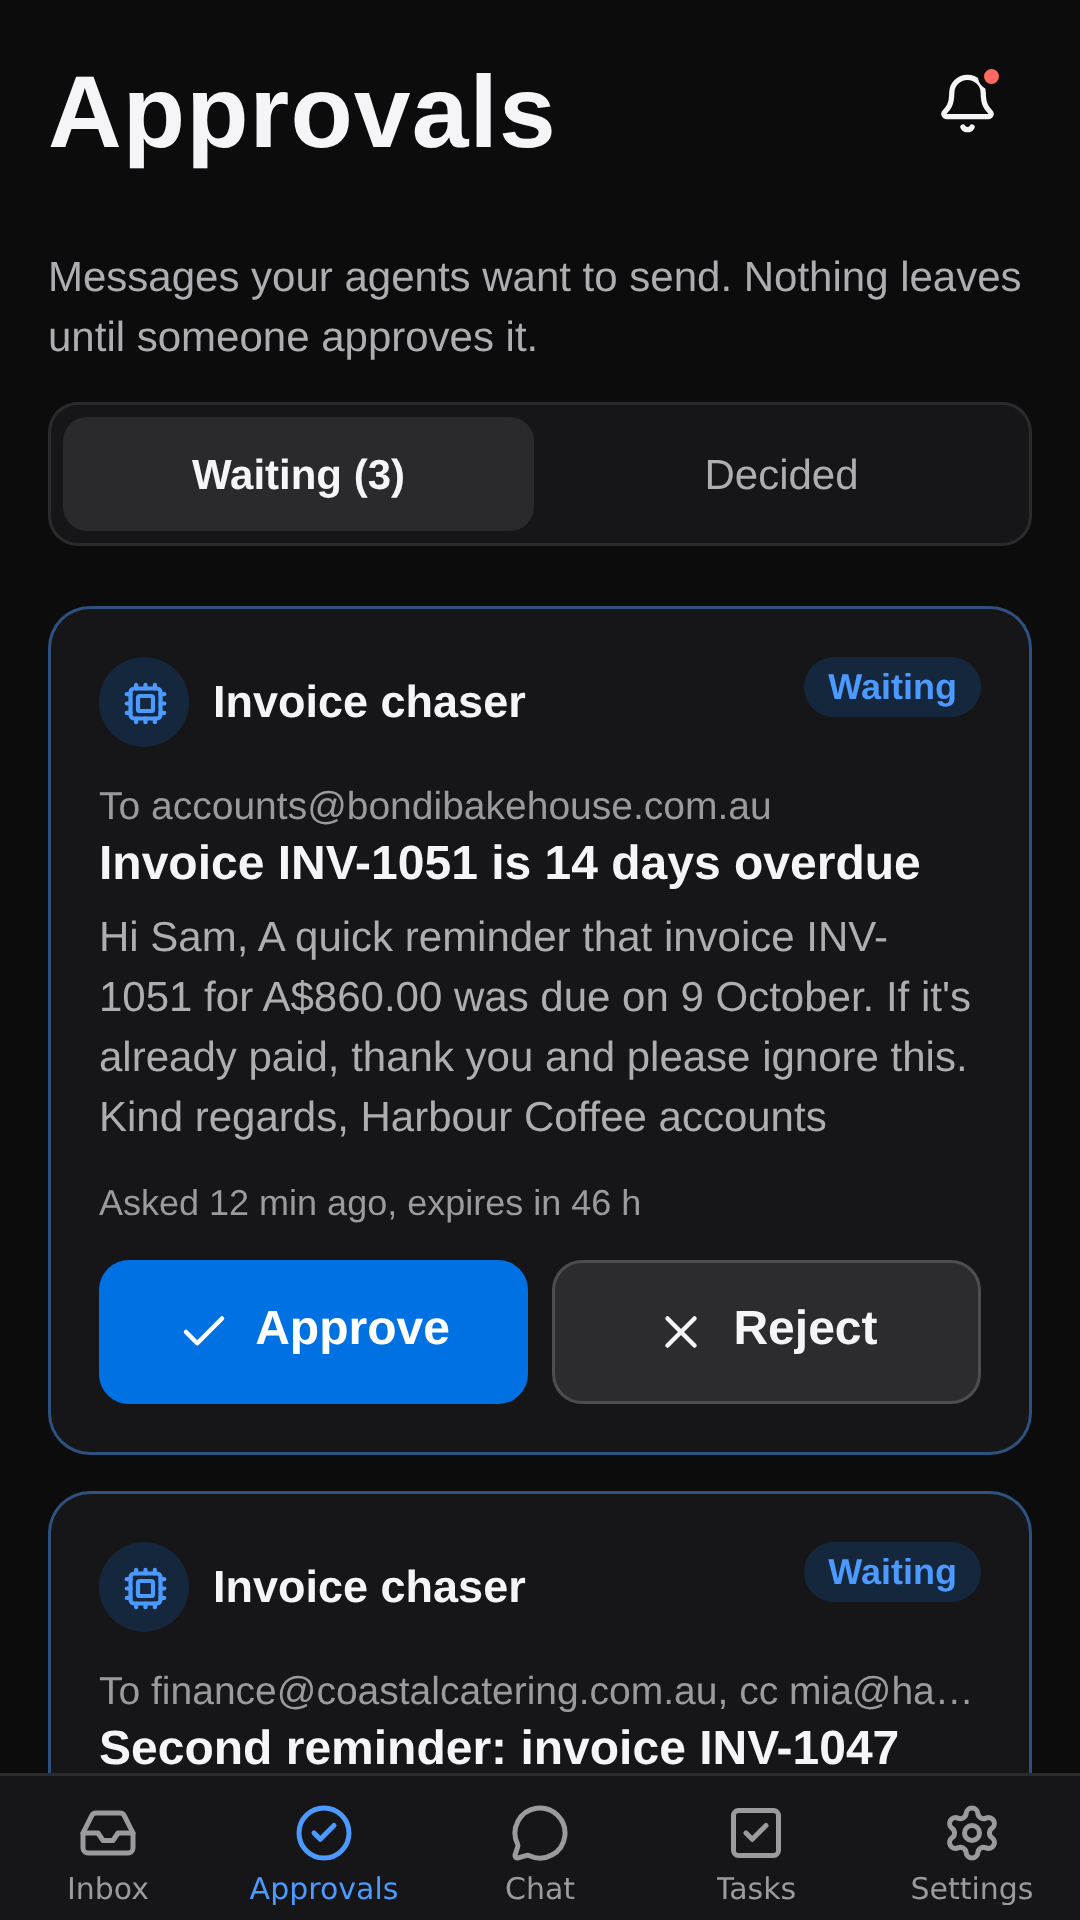 Approvals
Messages your agents want to send. Nothing leaves
until someone approves it.
Waiting (3)
Decided
Invoice chaser
Waiting
To accounts@bondibakehouse.com.au
Invoice INV-1051 is 14 days overdue
Hi Sam, A quick reminder that invoice INV-
1051 for A$860.00 was due on 9 October. If it's
already paid, thank you and please ignore this.
Kind regards, Harbour Coffee accounts
Asked 12 min ago, expires in 46 h
Approve
Reject
Invoice chaser
Waiting
To finance@coastalcatering.com.au, cc mia@ha…
Second reminder: invoice INV-1047
Inbox
Approvals
Chat
Tasks
Settings